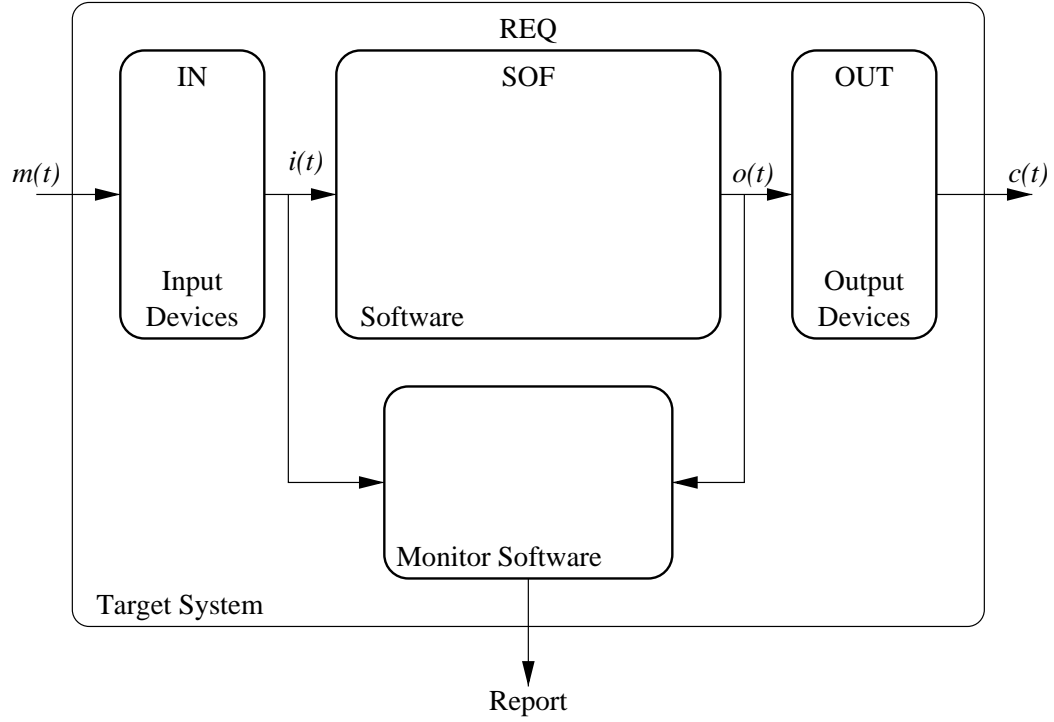 REQ
IN
SOF
OUT
m(t)
i(t)
o(t)
c(t)
Input
Devices
Software
Output
Devices
Monitor Software
Target System
Report